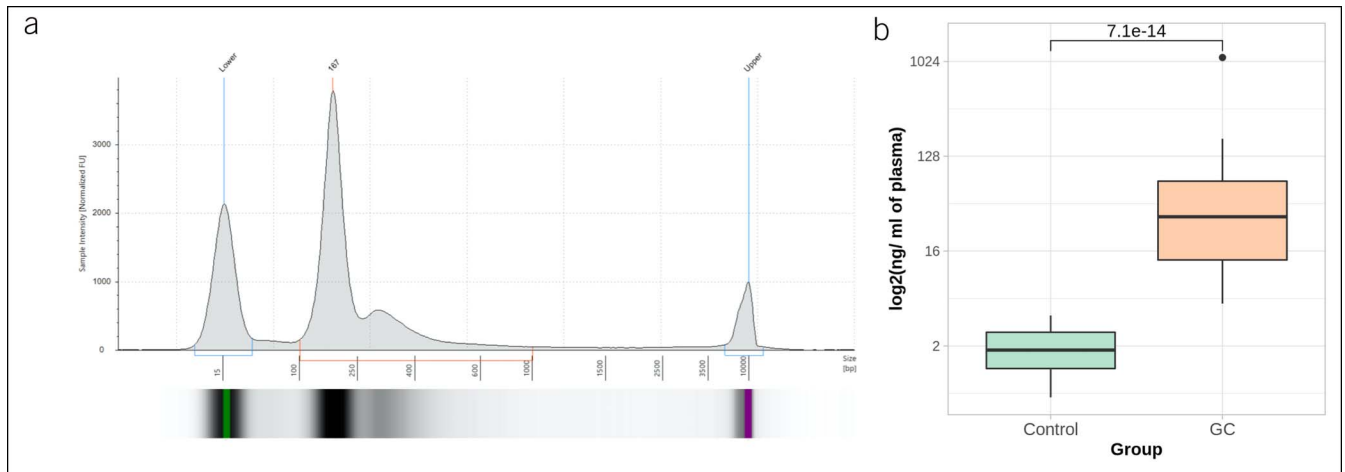 a
Lower
167
Upper
Sample Intensity [Normalized FU]
3000
2000
1000
0
15
100
250
400
600
1000
1500
2500
3500
10000
Size
[bp]
b
7.1e-14
log2(ng/ ml of plasma)
1024
128
16
2
Control
GC
Group